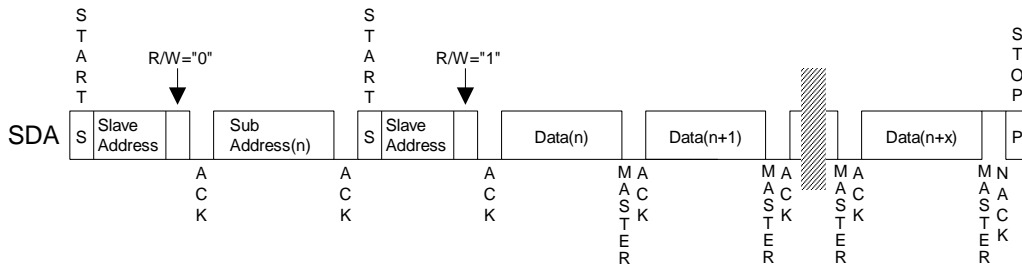 START
R/W="0"
START
R/W="1"
STOP
SDA
S
Slave
Address
Sub
Address(n)
S
Slave
Address
Data(n)
Data(n+1)
Data(n+x)
P
ACK
ACK
ACK
MASTER
ACK
MASTER
ACK
MASTER
ACK
MASTER
NACK